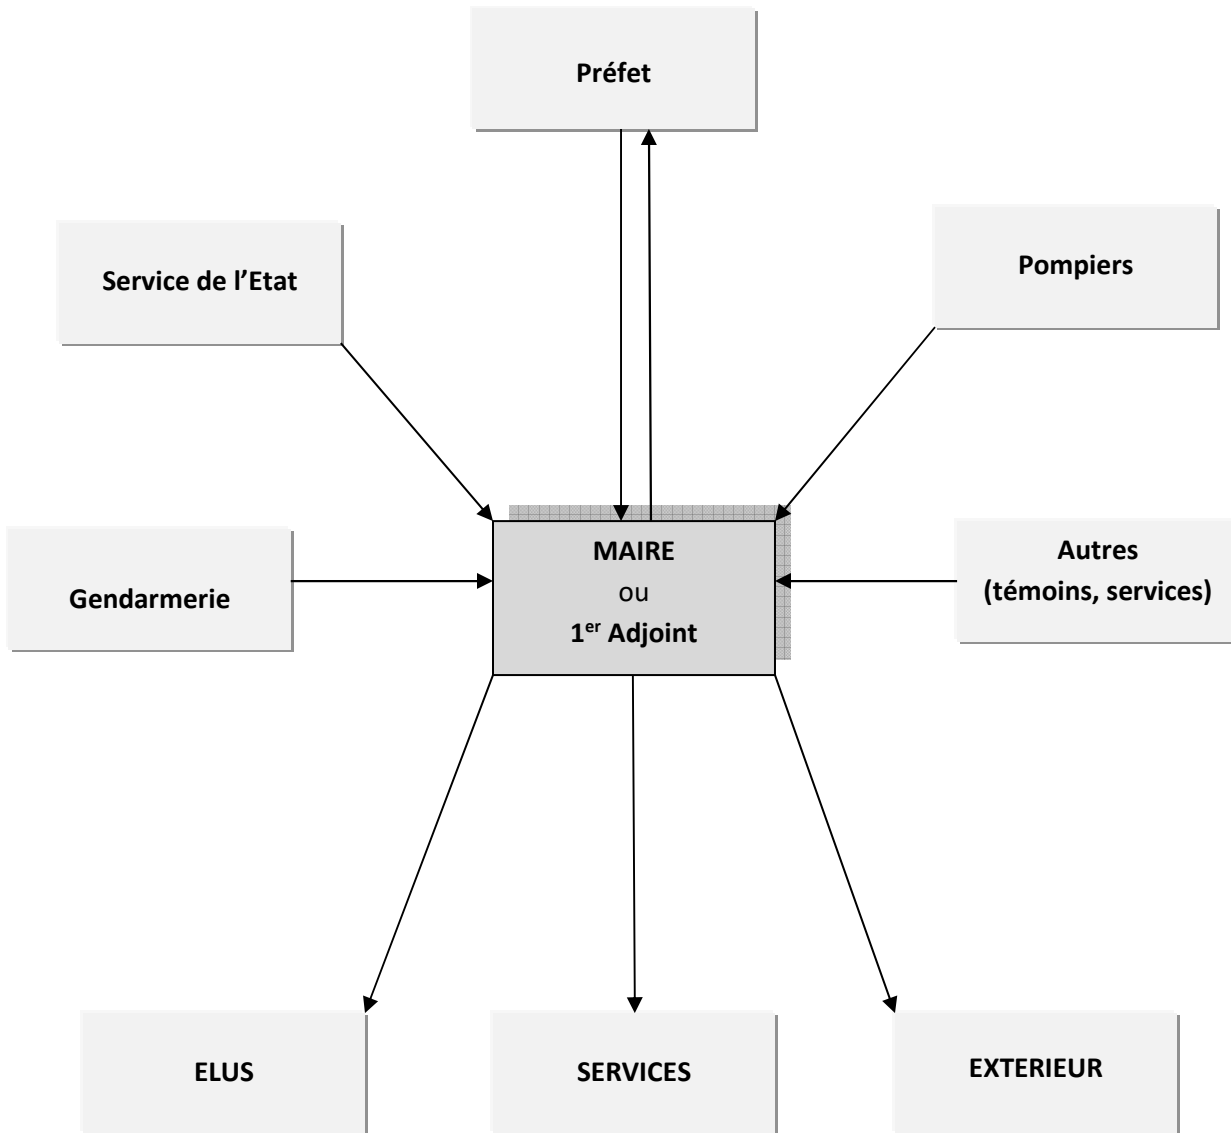 Préfet
Service de l’Etat
Pompiers
Gendarmerie
MAIRE
ou
1er Adjoint
Autres
(témoins, services)
ELUS
SERVICES
EXTERIEUR